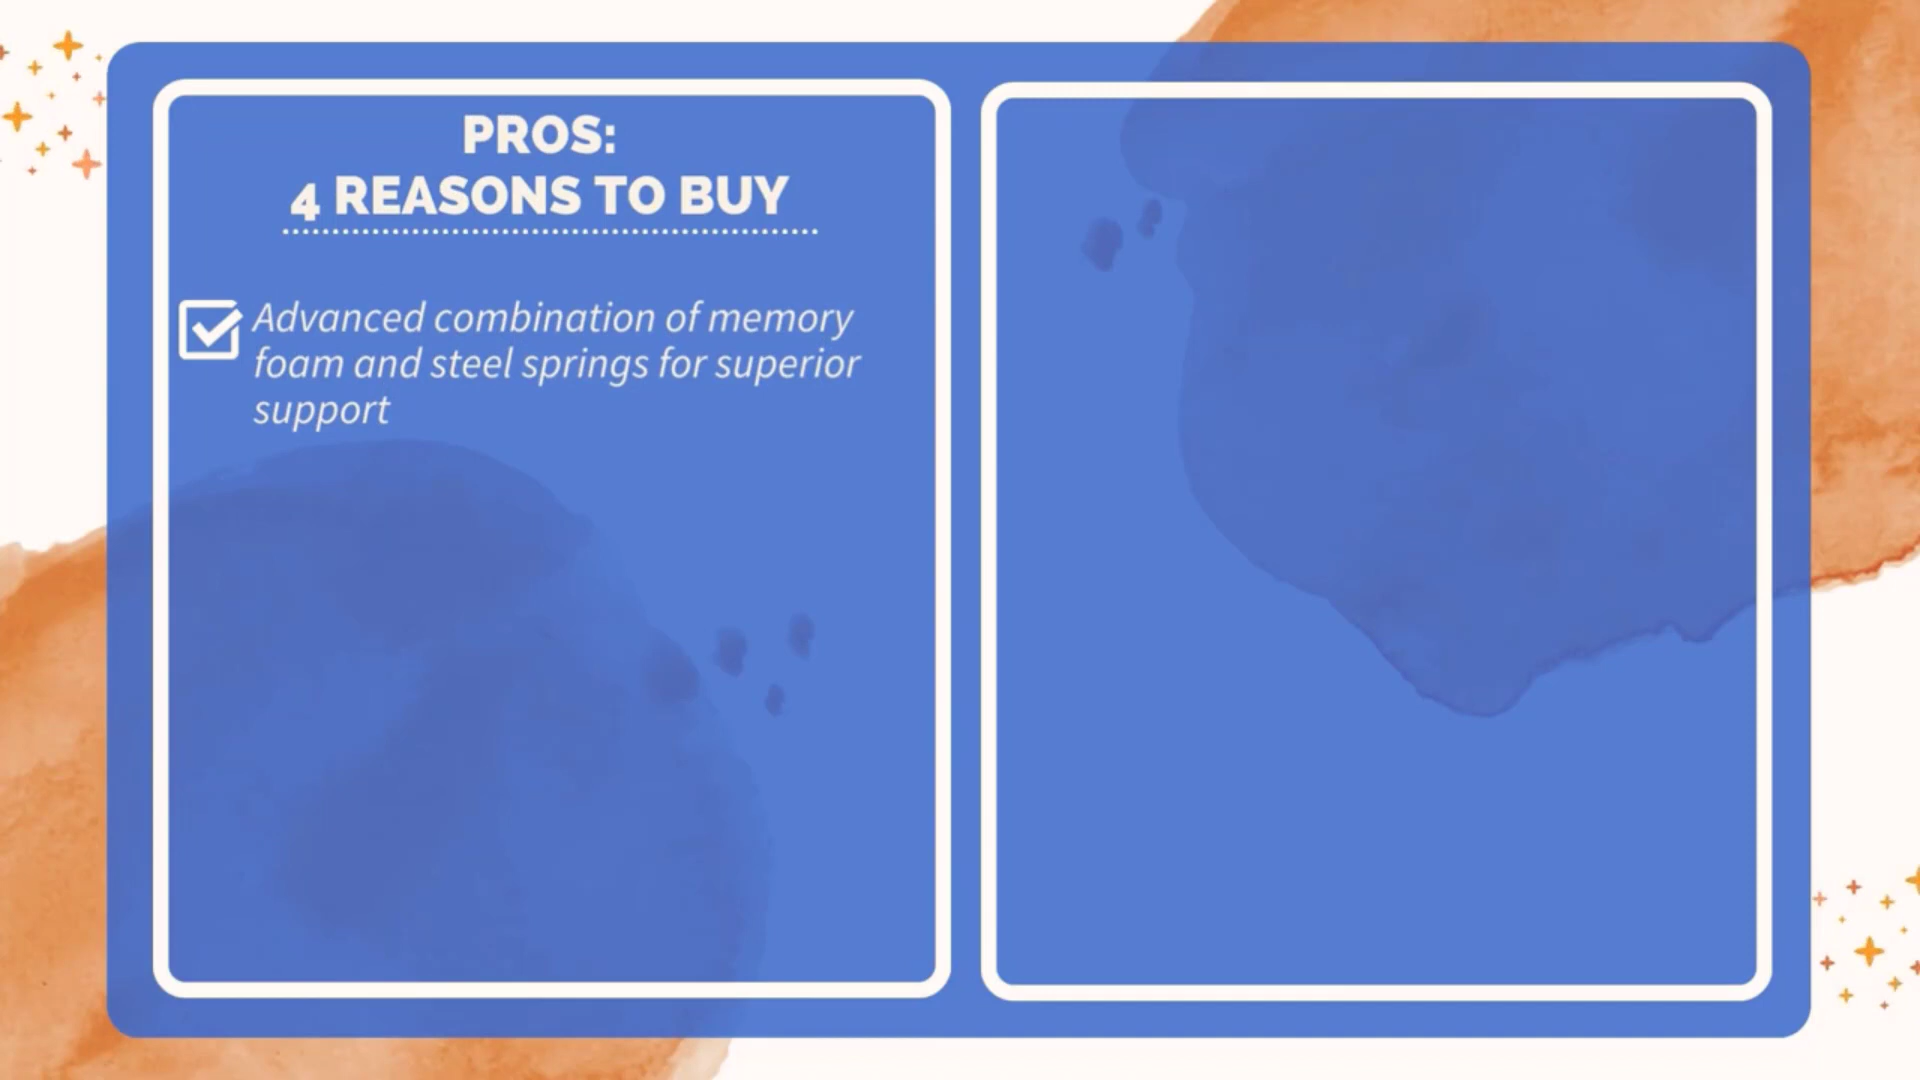 PROS:
4 REASONS TO BUY
Advanced combination of memory
foam and steel springs for superior
support